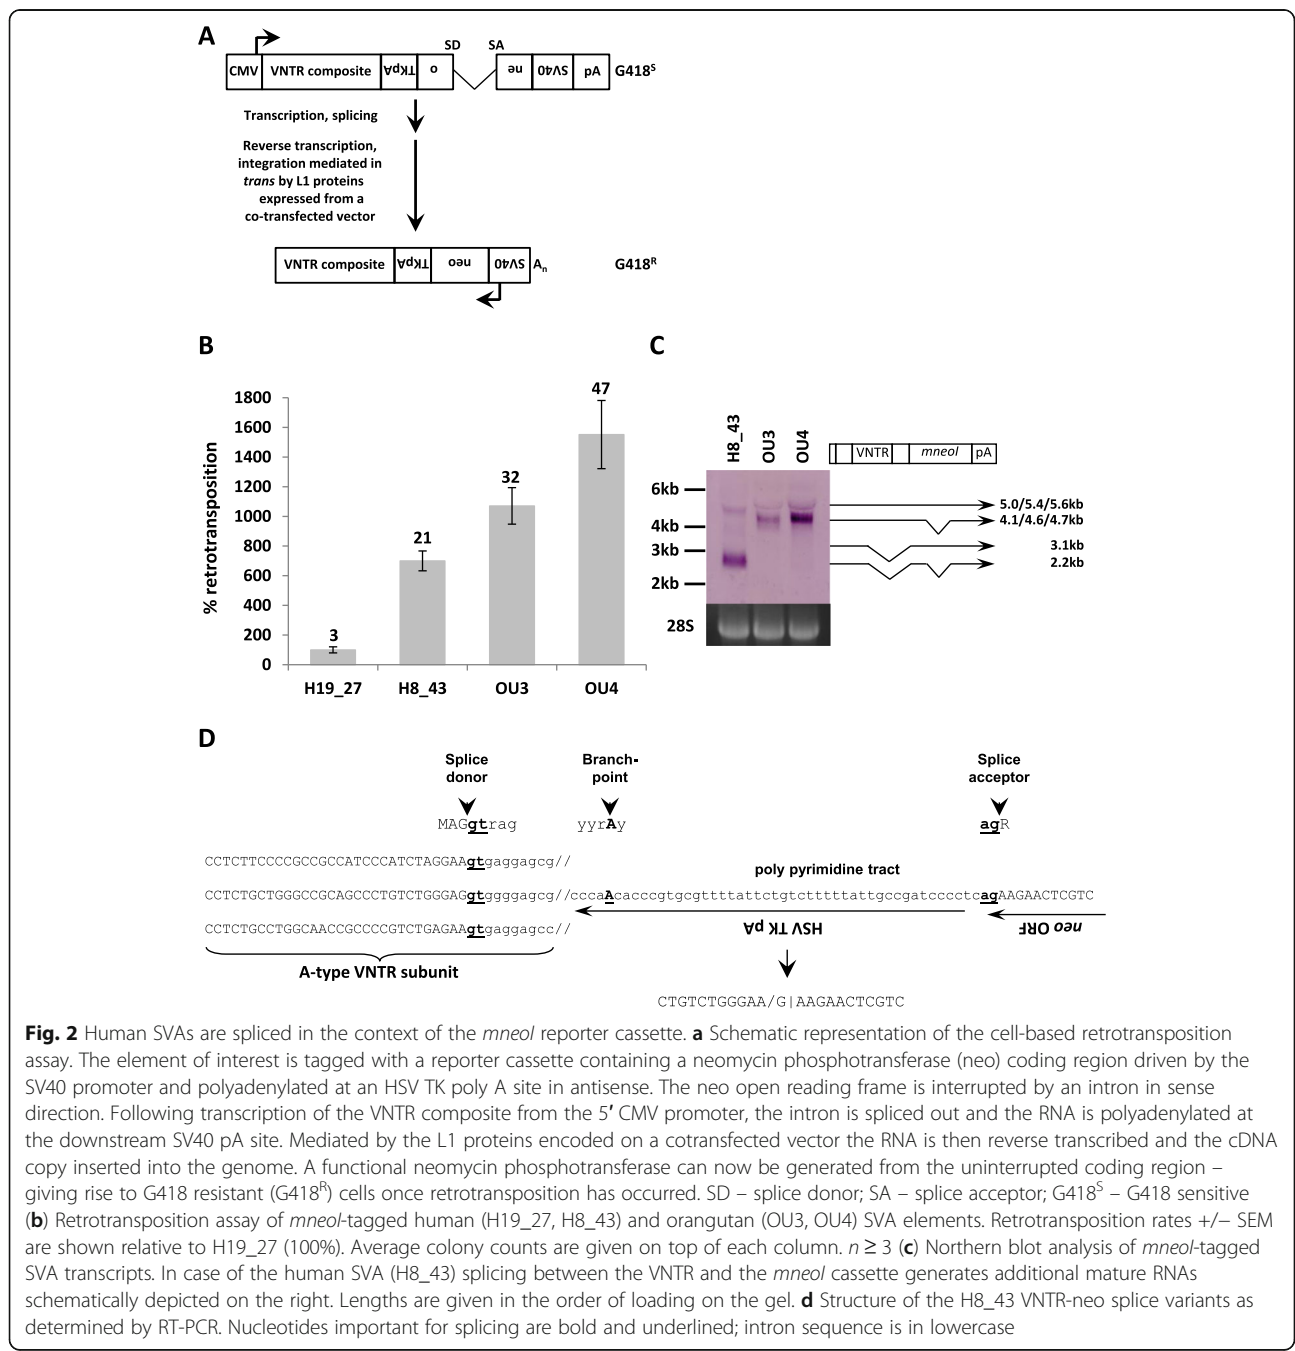 A
SD
SA
CMV
VNTR composite
TKpA
o
ne
SV40
pA
G418S
Transcription, splicing
Reverse transcription,
integration mediated in
trans by L1 proteins
expressed from a
co-transfected vector
VNTR composite
TKpA
neo
SV40
An
G418R
B
% retrotransposition
1800
1600
1400
1200
1000
800
600
400
200
0
3
21
32
47
H19_27
H8_43
OU3
OU4
C
H8_43
OU3
OU4
VNTR
mneoI
pA
6kb
4kb
3kb
2kb
28S
5.0/5.4/5.6kb
4.1/4.6/4.7kb
3.1kb
2.2kb
D
Splice
donor
Branch-
point
Splice
acceptor
MAGgtrag
yyrAy
agR
CCTCTTCCCCGCCGCCATCCCATCTAGGAAgtgaggagcg//
poly pyrimidine tract
CCTCTGCTGGGCCGCAGCCCTGTCTGGGAGgtggggagcg//cccaAcacccgtgcgttttattctgtctttttattgccgatcccctcagAAGAACTCGTC
CCTCTGCCTGGCAACCGCCCCGTCTGAGAAgtgaggagcc//
HSV TK pA
neo ORF
A-type VNTR subunit
CTGTCTGGGAA/G|AAGAACTCGTC
Fig. 2 Human SVAs are spliced in the context of the mneoI reporter cassette. a Schematic representation of the cell-based retrotransposition
assay. The element of interest is tagged with a reporter cassette containing a neomycin phosphotransferase (neo) coding region driven by the
SV40 promoter and polyadenylated at an HSV TK poly A site in antisense. The neo open reading frame is interrupted by an intron in sense
direction. Following transcription of the VNTR composite from the 5′ CMV promoter, the intron is spliced out and the RNA is polyadenylated at
the downstream SV40 pA site. Mediated by the L1 proteins encoded on a cotransfected vector the RNA is then reverse transcribed and the cDNA
copy inserted into the genome. A functional neomycin phosphotransferase can now be generated from the uninterrupted coding region –
giving rise to G418 resistant (G418R) cells once retrotransposition has occurred. SD – splice donor; SA – splice acceptor; G418S – G418 sensitive
(b) Retrotransposition assay of mneoI-tagged human (H19_27, H8_43) and orangutan (OU3, OU4) SVA elements. Retrotransposition rates +/− SEM
are shown relative to H19_27 (100%). Average colony counts are given on top of each column. n ≥ 3 (c) Northern blot analysis of mneoI-tagged
SVA transcripts. In case of the human SVA (H8_43) splicing between the VNTR and the mneoI cassette generates additional mature RNAs
schematically depicted on the right. Lengths are given in the order of loading on the gel. d Structure of the H8_43 VNTR-neo splice variants as
determined by RT-PCR. Nucleotides important for splicing are bold and underlined; intron sequence is in lowercase